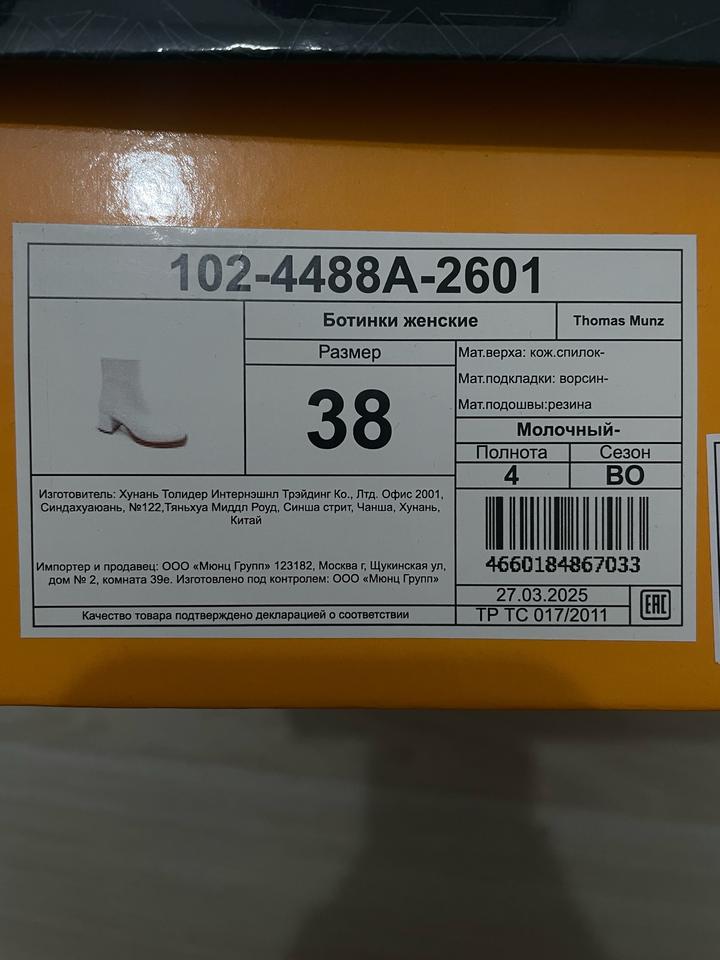 102-4488A-2601
Ботинки женские
Thomas Munz
Размер
38
Мат.верха: кож.спилок-
Мат.подкладки: ворсин-
Мат.подошвы:резина
Молочный-
Полнота
Сезон
4
ВО
Изготовитель: Хунань Толидер Интернэшнл Трэйдинг Ко., Лтд. Офис 2001,
Синдахуаюань, №122,Тяньхуа Миддл Роуд, Синша стрит, Чанша, Хунань,
Китай
4660184867033
Импортер и продавец: ООО «Мюнц Групп» 123182, Москва г, Щукинская ул,
дом № 2, комната 39е. Изготовлено под контролем: ООО «Мюнц Групп»
27.03.2025
ТР ТС 017/2011
EAC
Качество товара подтверждено декларацией о соответствии